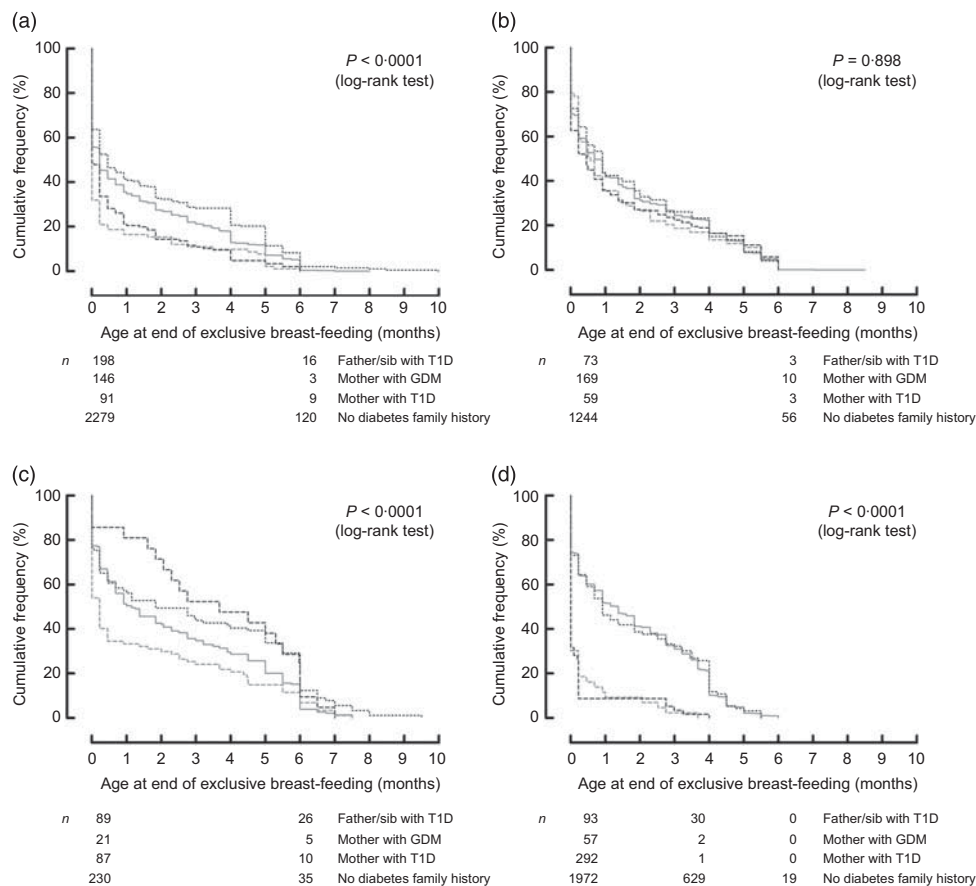 (a)
100
80
60
40
20
0
Cumulative frequency (%)
P < 0·0001
(log-rank test)
0 1 2 3 4 5 6 7 8 9 10
Age at end of exclusive breast-feeding (months)
n 198 16 Father/sib with T1D
146 3 Mother with GDM
91 9 Mother with T1D
2279 120 No diabetes family history
(b)
100
80
60
40
20
0
Cumulative frequency (%)
P = 0·898
(log-rank test)
0 1 2 3 4 5 6 7 8 9 10
Age at end of exclusive breast-feeding (months)
n 73 3 Father/sib with T1D
169 10 Mother with GDM
59 3 Mother with T1D
1244 56 No diabetes family history
(c)
100
80
60
40
20
0
Cumulative frequency (%)
P < 0·0001
(log-rank test)
0 1 2 3 4 5 6 7 8 9 10
Age at end of exclusive breast-feeding (months)
n 89 26 Father/sib with T1D
21 5 Mother with GDM
87 10 Mother with T1D
230 35 No diabetes family history
(d)
100
80
60
40
20
0
Cumulative frequency (%)
P < 0·0001
(log-rank test)
0 1 2 3 4 5 6 7 8 9 10
Age at end of exclusive breast-feeding (months)
n 93 30 0 Father/sib with T1D
57 2 0 Mother with GDM
292 1 0 Mother with T1D
1972 629 19 No diabetes family history